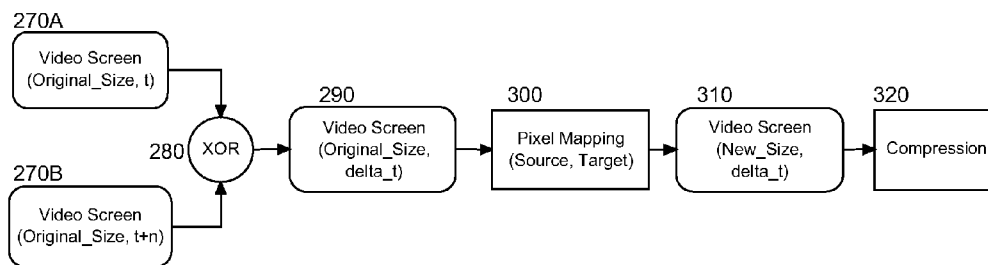 270A
Video Screen
(Original_Size, t)
280
XOR
270B
Video Screen
(Original_Size, t+n)
290
Video Screen
(Original_Size,
delta_t)
300
Pixel Mapping
(Source, Target)
310
Video Screen
(New_Size,
delta_t)
320
Compression